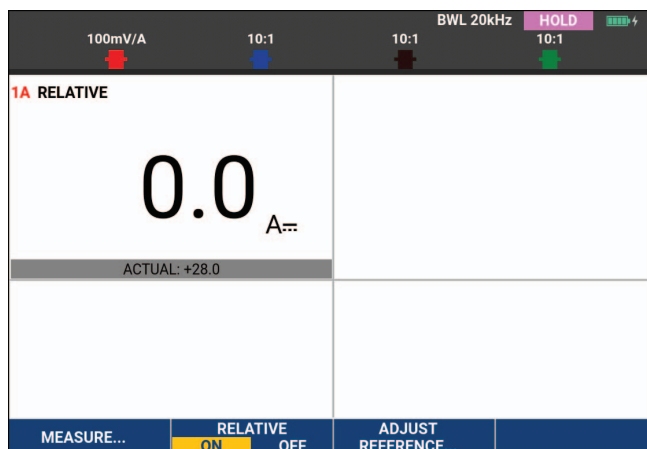 BWL 20kHz HOLD
100mV/A 10:1 10:1 10:1
1A RELATIVE
0.0 A
ACTUAL: +28.0
MEASURE...
RELATIVE
ON OFF
ADJUST
REFERENCE